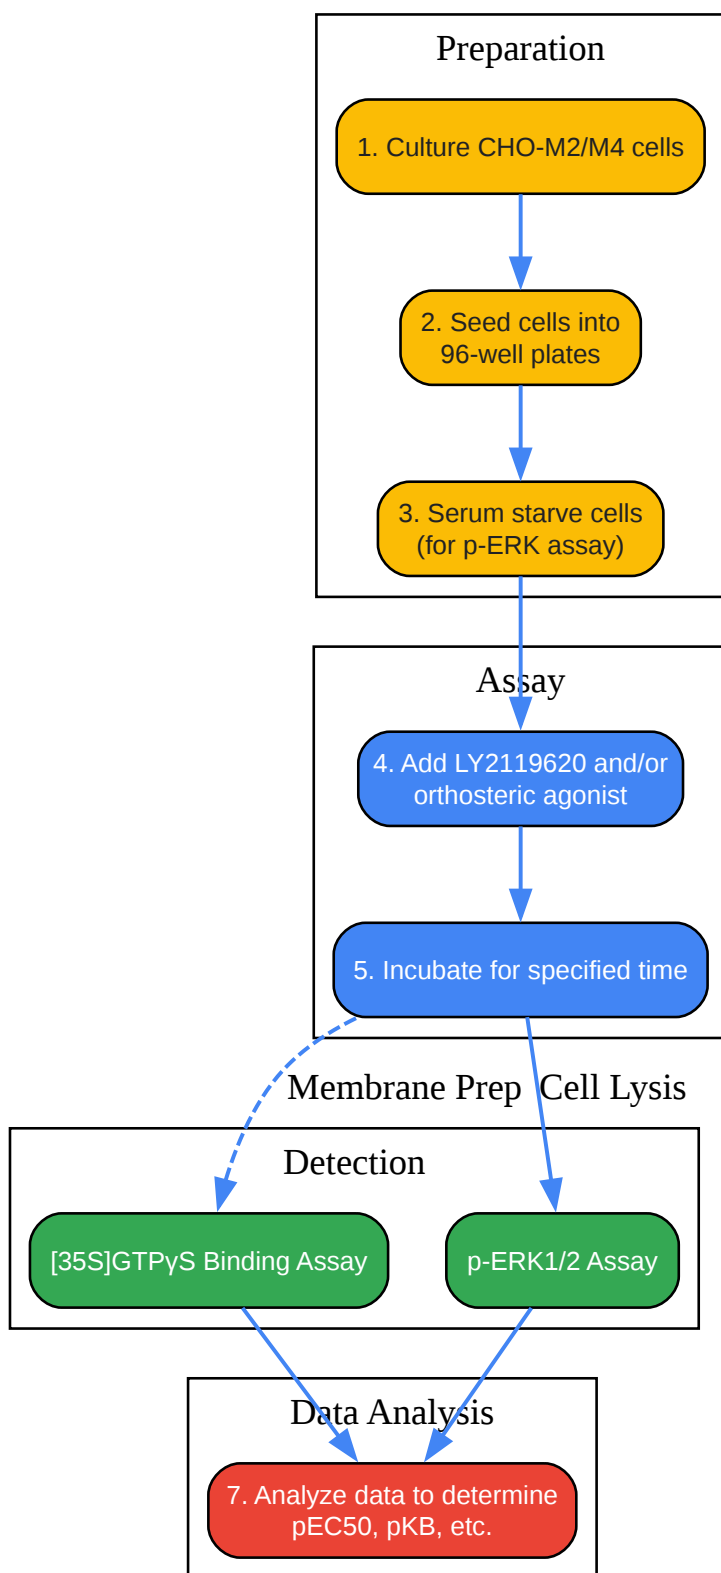 Preparation
1. Culture CHO-M2/M4 cells
2. Seed cells into
96-well plates
3. Serum starve cells
(for p-ERK assay)
Assay
4. Add LY2119620 and/or
orthosteric agonist
5. Incubate for specified time
Membrane Prep
Cell Lysis
Detection
[35S]GTPγS Binding Assay
p-ERK1/2 Assay
Data Analysis
7. Analyze data to determine
pEC50, pKB, etc.